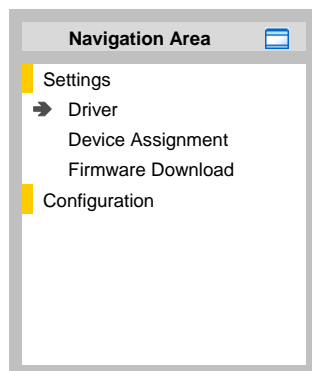 Navigation Area
Settings
Driver
Device Assignment
Firmware Download
Configuration